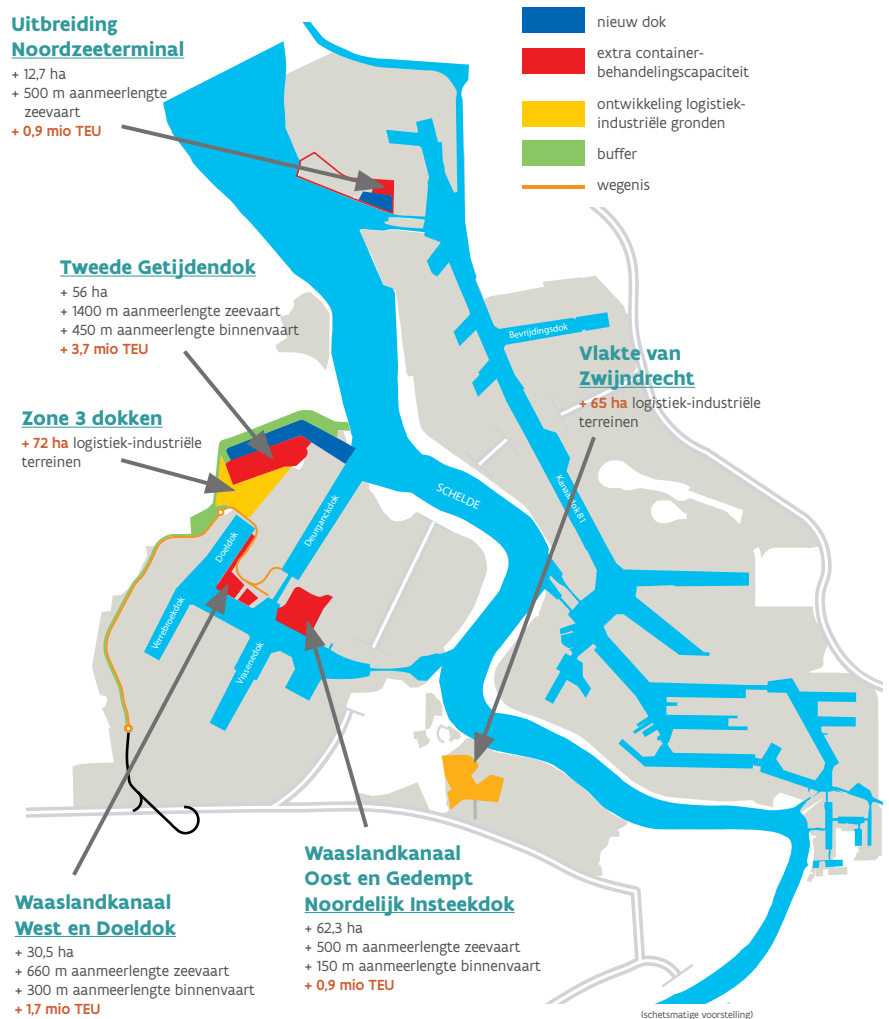 Uitbreiding
Noordzeeterminal
+ 12,7 ha
+ 500 m aanmeerlengte
zeevaart
+ 0,9 mio TEU
nieuw dok
extra container-
behandelingscapaciteit
ontwikkeling logistiek-
industriële gronden
buffer
wegenis
Tweede Getijdendok
+ 56 ha
+ 1400 m aanmeerlengte zeevaart
+ 450 m aanmeerlengte binnenvaart
+ 3,7 mio TEU
Bevrijdingsdok
Vlakte van
Zwijndrecht
+ 65 ha logistiek-industriële
terreinen
Zone 3 dokken
+ 72 ha logistiek-industriële
terreinen
SCHELDE
Kanaaldok B1
Deurganckdok
Doeldok
Verrebroekdok
Vrasenedok
Waaslandkanaal
Oost en Gedempt
Noordelijk Insteekdok
+ 62,3 ha
+ 500 m aanmeerlengte zeevaart
+ 150 m aanmeerlengte binnenvaart
+ 0,9 mio TEU
Waaslandkanaal
West en Doeldok
+ 30,5 ha
+ 660 m aanmeerlengte zeevaart
+ 300 m aanmeerlengte binnenvaart
+ 1,7 mio TEU
(schetsmatige voorstelling)